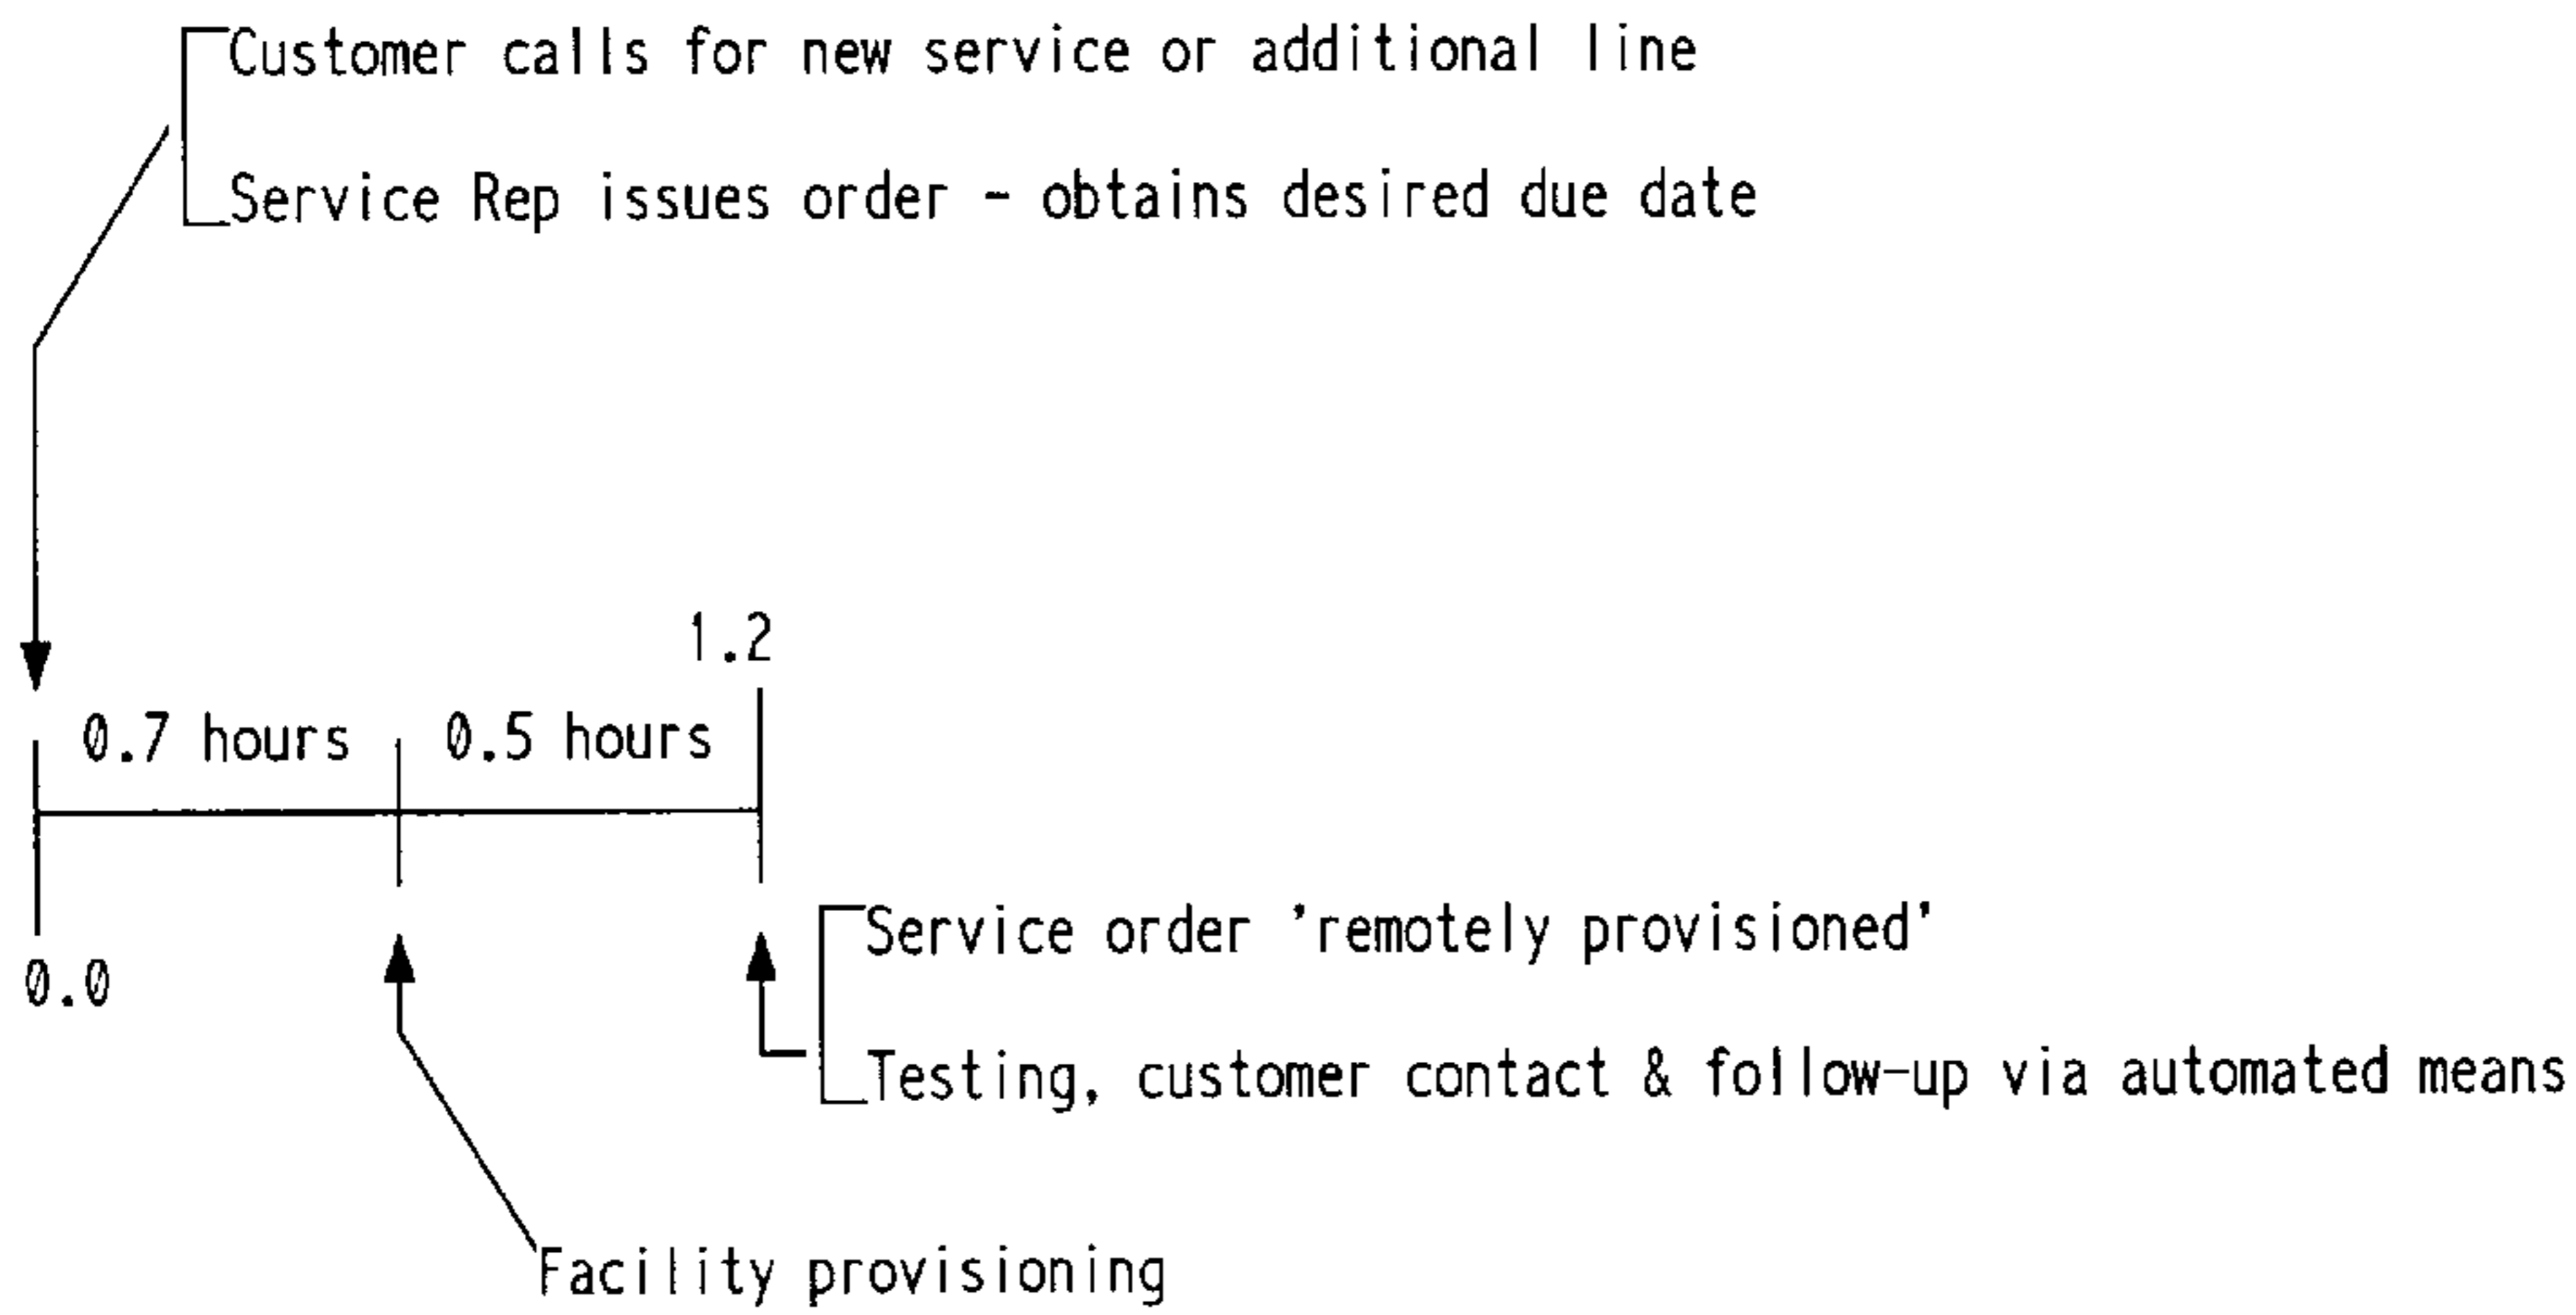 Customer calls for new service or additional line
Service Rep issues order - obtains desired due date
1.2
0.7 hours
0.5 hours
0.0
Service order 'remotely provisioned'
Testing, customer contact & follow-up via automated means
Facility provisioning